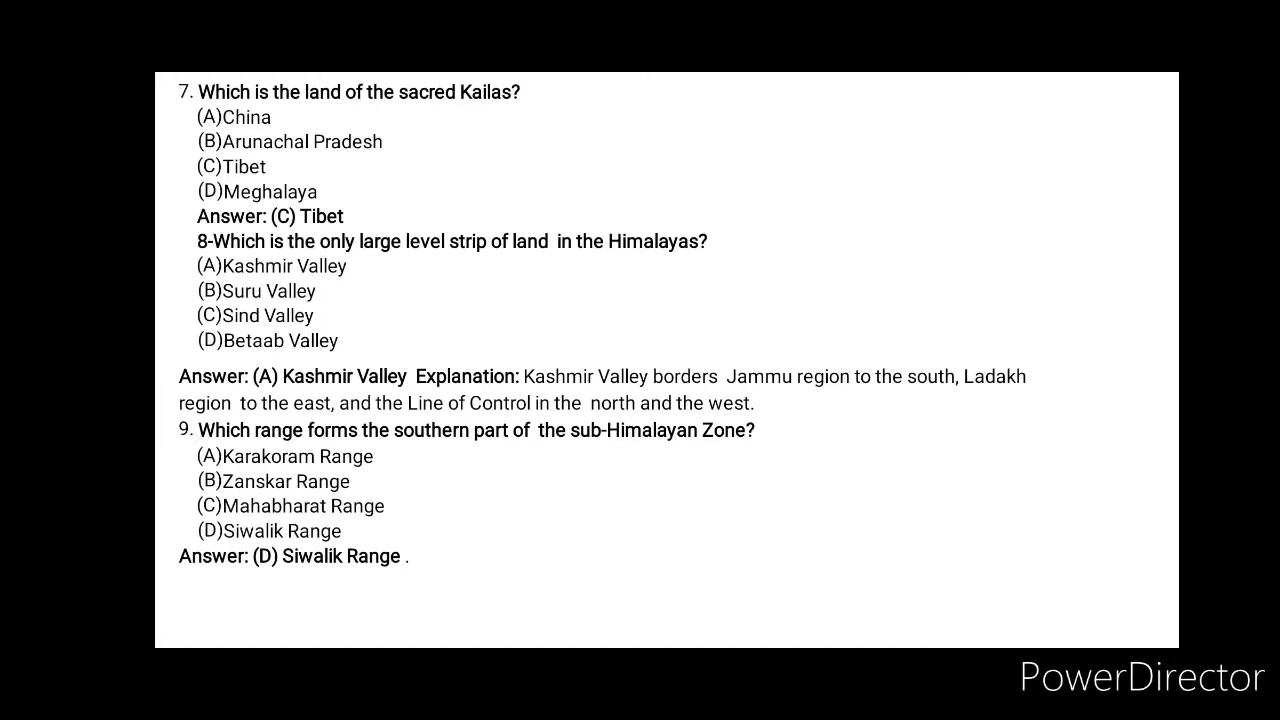 7. Which is the land of the sacred Kailas?
(A)China
(B)Arunachal Pradesh
(C)Tibet
(D)Meghalaya
Answer: (C) Tibet
8-Which is the only large level strip of land in the Himalayas?
(A)Kashmir Valley
(B)Suru Valley
(C)Sind Valley
(D)Betaab Valley
Answer: (A) Kashmir Valley Explanation: Kashmir Valley borders Jammu region to the south, Ladakh
region to the east, and the Line of Control in the north and the west.
9. Which range forms the southern part of the sub-Himalayan Zone?
(A)Karakoram Range
(B)Zanskar Range
(C)Mahabharat Range
(D)Siwalik Range
Answer: (D) Siwalik Range .
PowerDirector